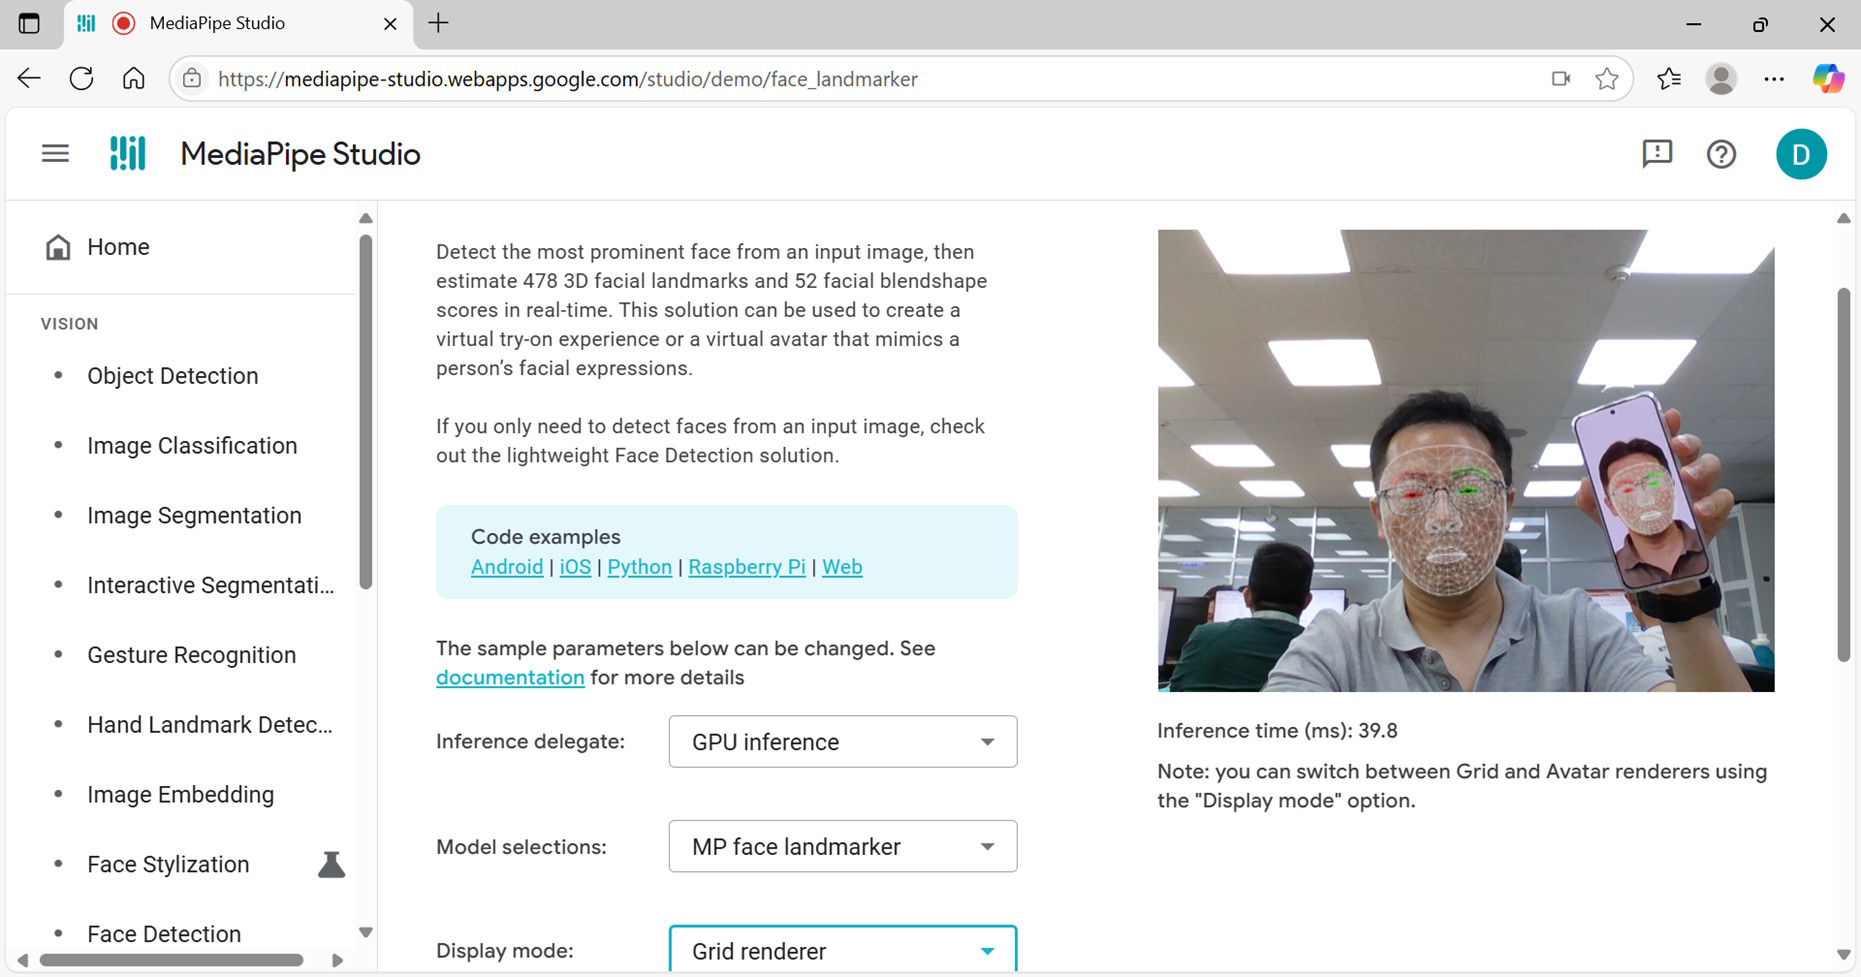 MediaPipe Studio
https://mediapipe-studio.webapps.google.com/studio/demo/face_landmarker
MediaPipe Studio
D
Home
VISION
Object Detection
Image Classification
Image Segmentation
Interactive Segmentati...
Gesture Recognition
Hand Landmark Detec...
Image Embedding
Face Stylization
Face Detection
Detect the most prominent face from an input image, then
estimate 478 3D facial landmarks and 52 facial blendshape
scores in real-time. This solution can be used to create a
virtual try-on experience or a virtual avatar that mimics a
person’s facial expressions.
If you only need to detect faces from an input image, check
out the lightweight Face Detection solution.
Code examples
Android | iOS | Python | Raspberry Pi | Web
The sample parameters below can be changed. See
documentation for more details
Inference delegate: GPU inference
Model selections: MP face landmarker
Display mode: Grid renderer
Inference time (ms): 39.8
Note: you can switch between Grid and Avatar renderers using
the "Display mode" option.